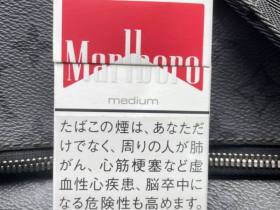 Marlboro
medium
たばこの煙は、あなただ
けでなく、周りの人が肺
がん、心筋梗塞など虚
血性心疾患、脳卒中に
なる危険性も高めます。